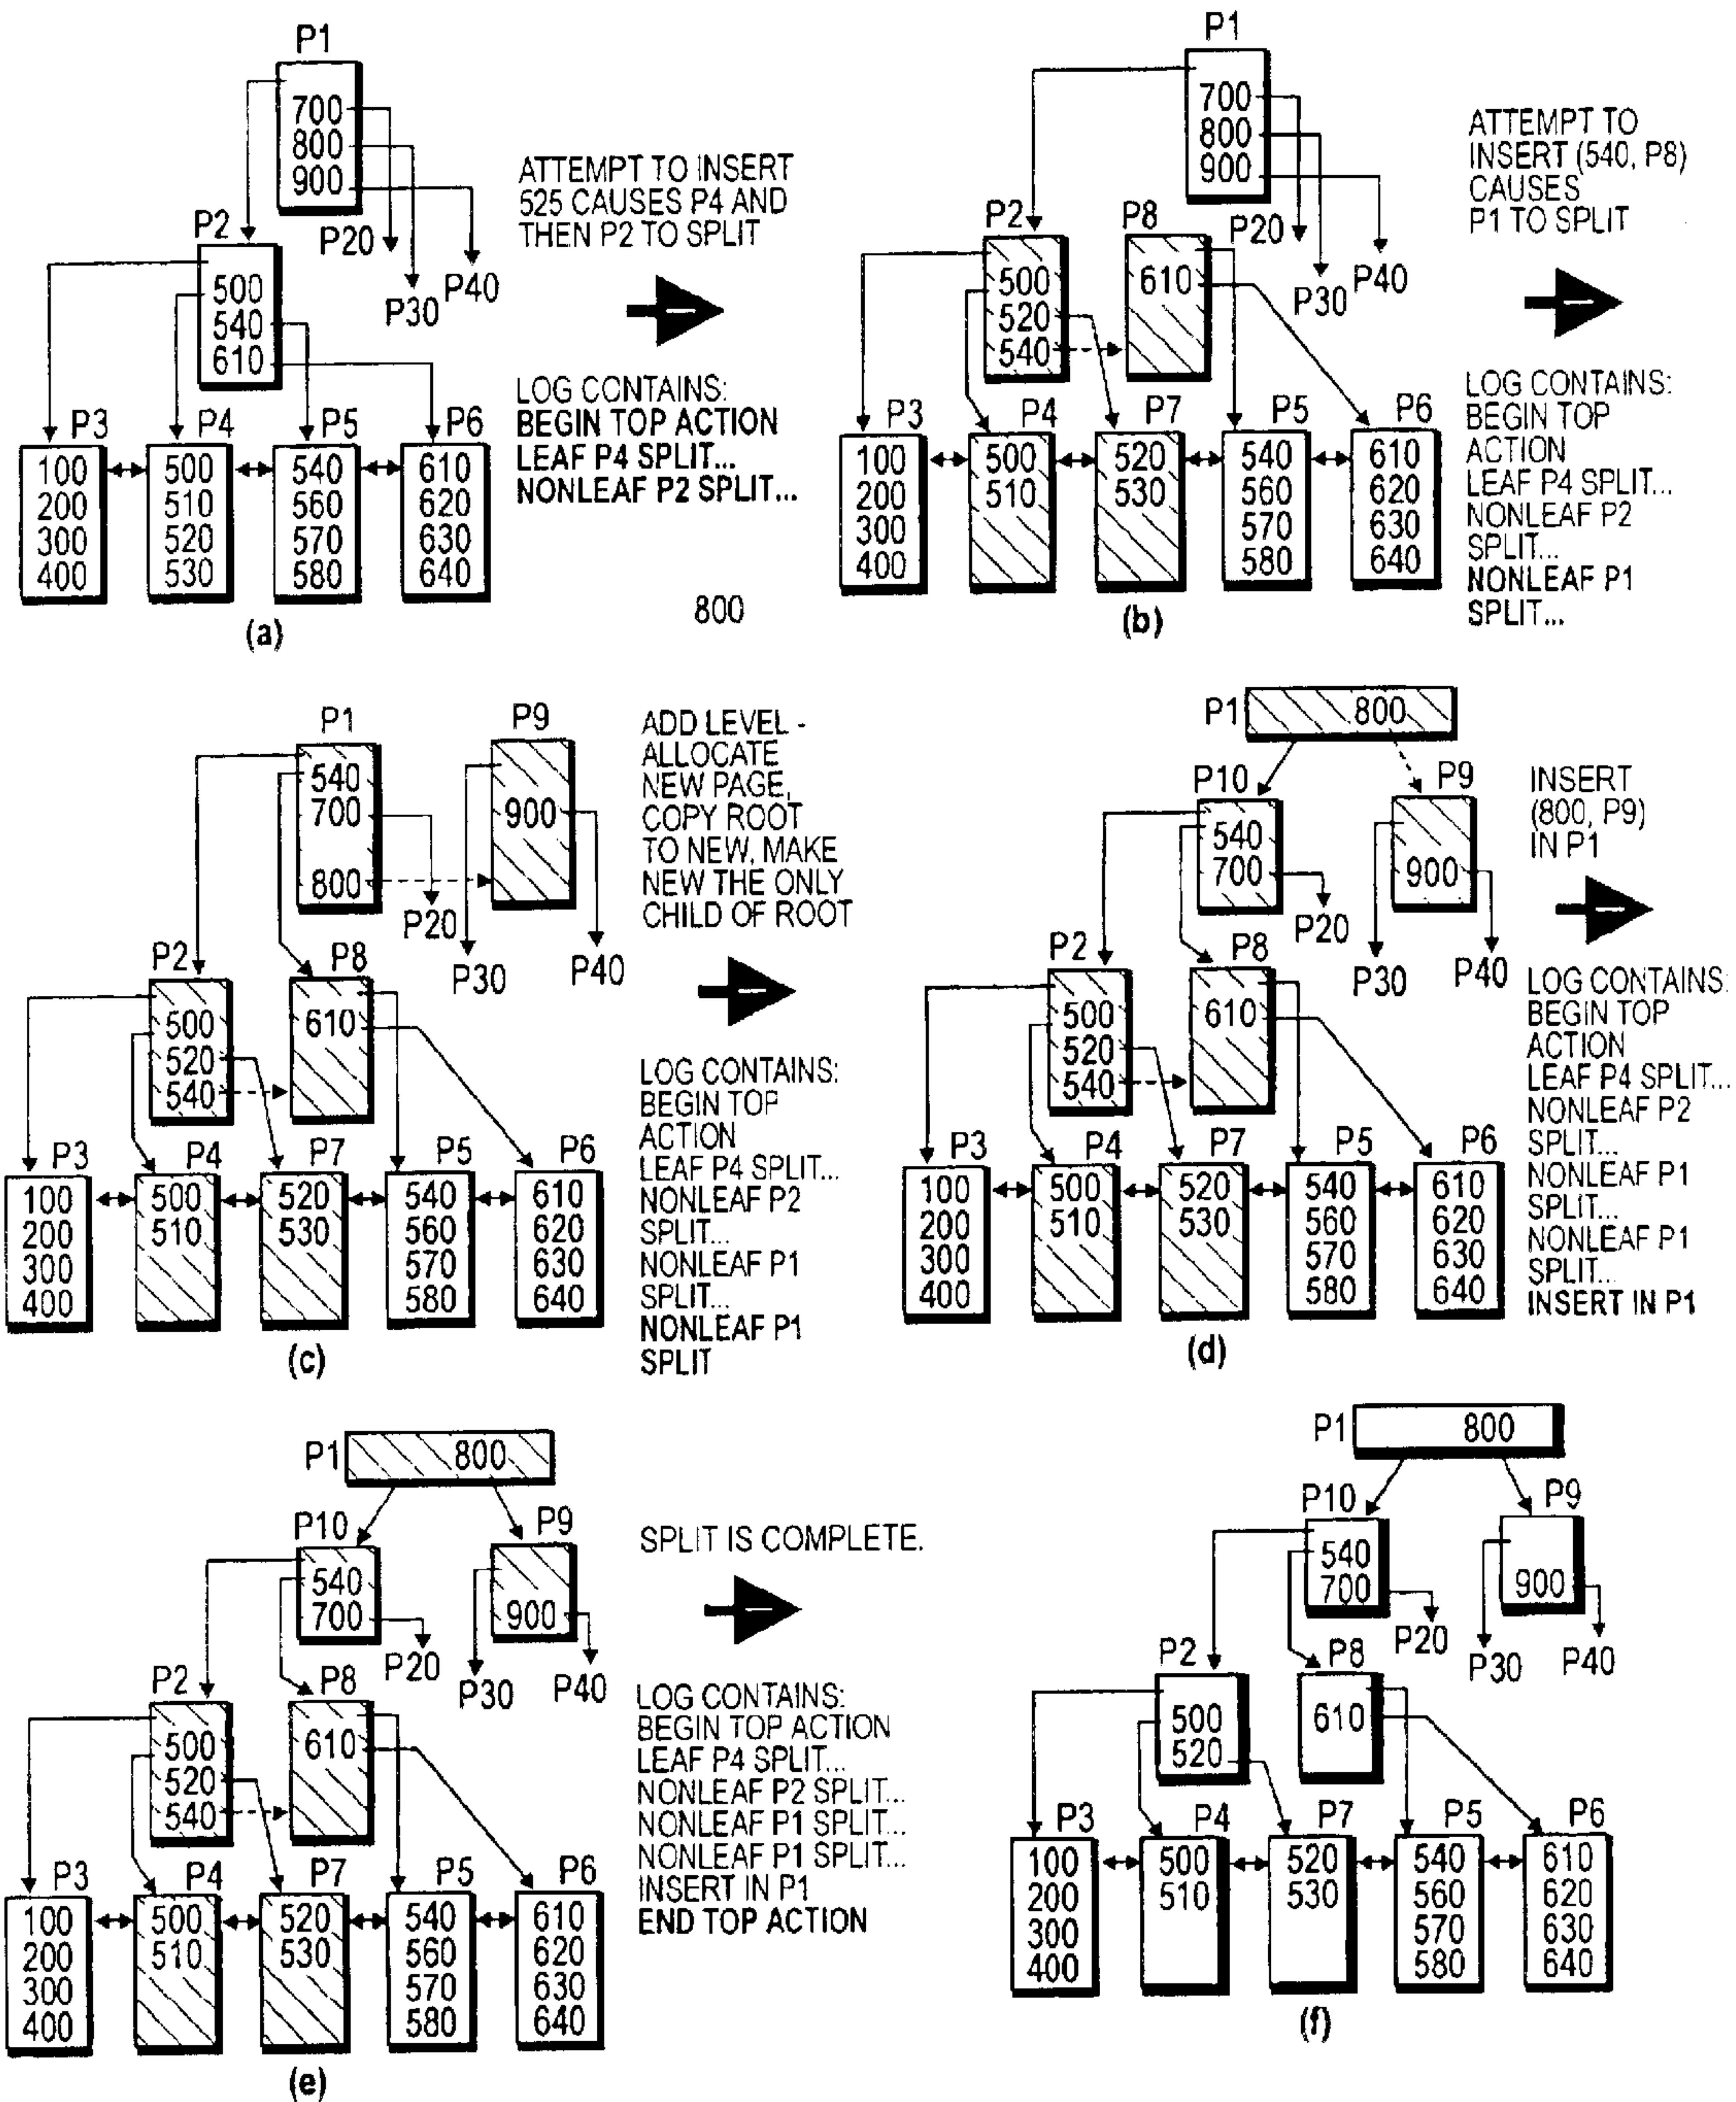 P1
700
800
900
P2
P20
P30
P40
500
540
610
P3
P4
P5
P6
100
200
300
400
500
510
520
530
540
560
570
580
610
620
630
640
(a)
ATTEMPT TO INSERT
525 CAUSES P4 AND
THEN P2 TO SPLIT
LOG CONTAINS:
BEGIN TOP ACTION
LEAF P4 SPLIT...
NONLEAF P2 SPLIT...
800
P1
700
800
900
P2
P8
P20
P30
P40
500
520
540
610
P3
P4
P7
P5
P6
100
200
300
400
500
510
520
530
540
560
570
580
610
620
630
640
(b)
ATTEMPT TO
INSERT (540, P8)
CAUSES
P1 TO SPLIT
LOG CONTAINS:
BEGIN TOP
ACTION
LEAF P4 SPLIT...
NONLEAF P2
SPLIT...
NONLEAF P1
SPLIT...
P1
540
700
800
P9
900
P20
P30
P40
P2
500
520
540
P8
610
P3
P4
P7
P5
P6
100
200
300
400
500
510
520
530
540
560
570
580
610
620
630
640
(c)
ADD LEVEL -
ALLOCATE
NEW PAGE,
COPY ROOT
TO NEW, MAKE
NEW THE ONLY
CHILD OF ROOT
LOG CONTAINS:
BEGIN TOP
ACTION
LEAF P4 SPLIT...
NONLEAF P2
SPLIT...
NONLEAF P1
SPLIT...
NONLEAF P1
SPLIT
P1
800
P10
540
700
P9
900
P20
P30
P40
P2
500
520
540
P8
610
P3
P4
P7
P5
P6
100
200
300
400
500
510
520
530
540
560
570
580
610
620
630
640
(d)
INSERT
(800, P9)
IN P1
LOG CONTAINS:
BEGIN TOP
ACTION
LEAF P4 SPLIT...
NONLEAF P2
SPLIT...
NONLEAF P1
SPLIT...
NONLEAF P1
SPLIT...
INSERT IN P1
P1
800
P10
540
700
P9
900
P20
P30
P40
P2
500
520
540
P8
610
P3
P4
P7
P5
P6
100
200
300
400
500
510
520
530
540
560
570
580
610
620
630
640
(e)
SPLIT IS COMPLETE.
LOG CONTAINS:
BEGIN TOP ACTION
LEAF P4 SPLIT...
NONLEAF P2 SPLIT...
NONLEAF P1 SPLIT...
NONLEAF P1 SPLIT...
INSERT IN P1
END TOP ACTION
P1
800
P10
540
700
P9
900
P20
P30
P40
P2
500
520
P8
610
P3
P4
P7
P5
P6
100
200
300
400
500
510
520
530
540
560
570
580
610
620
630
640
(f)